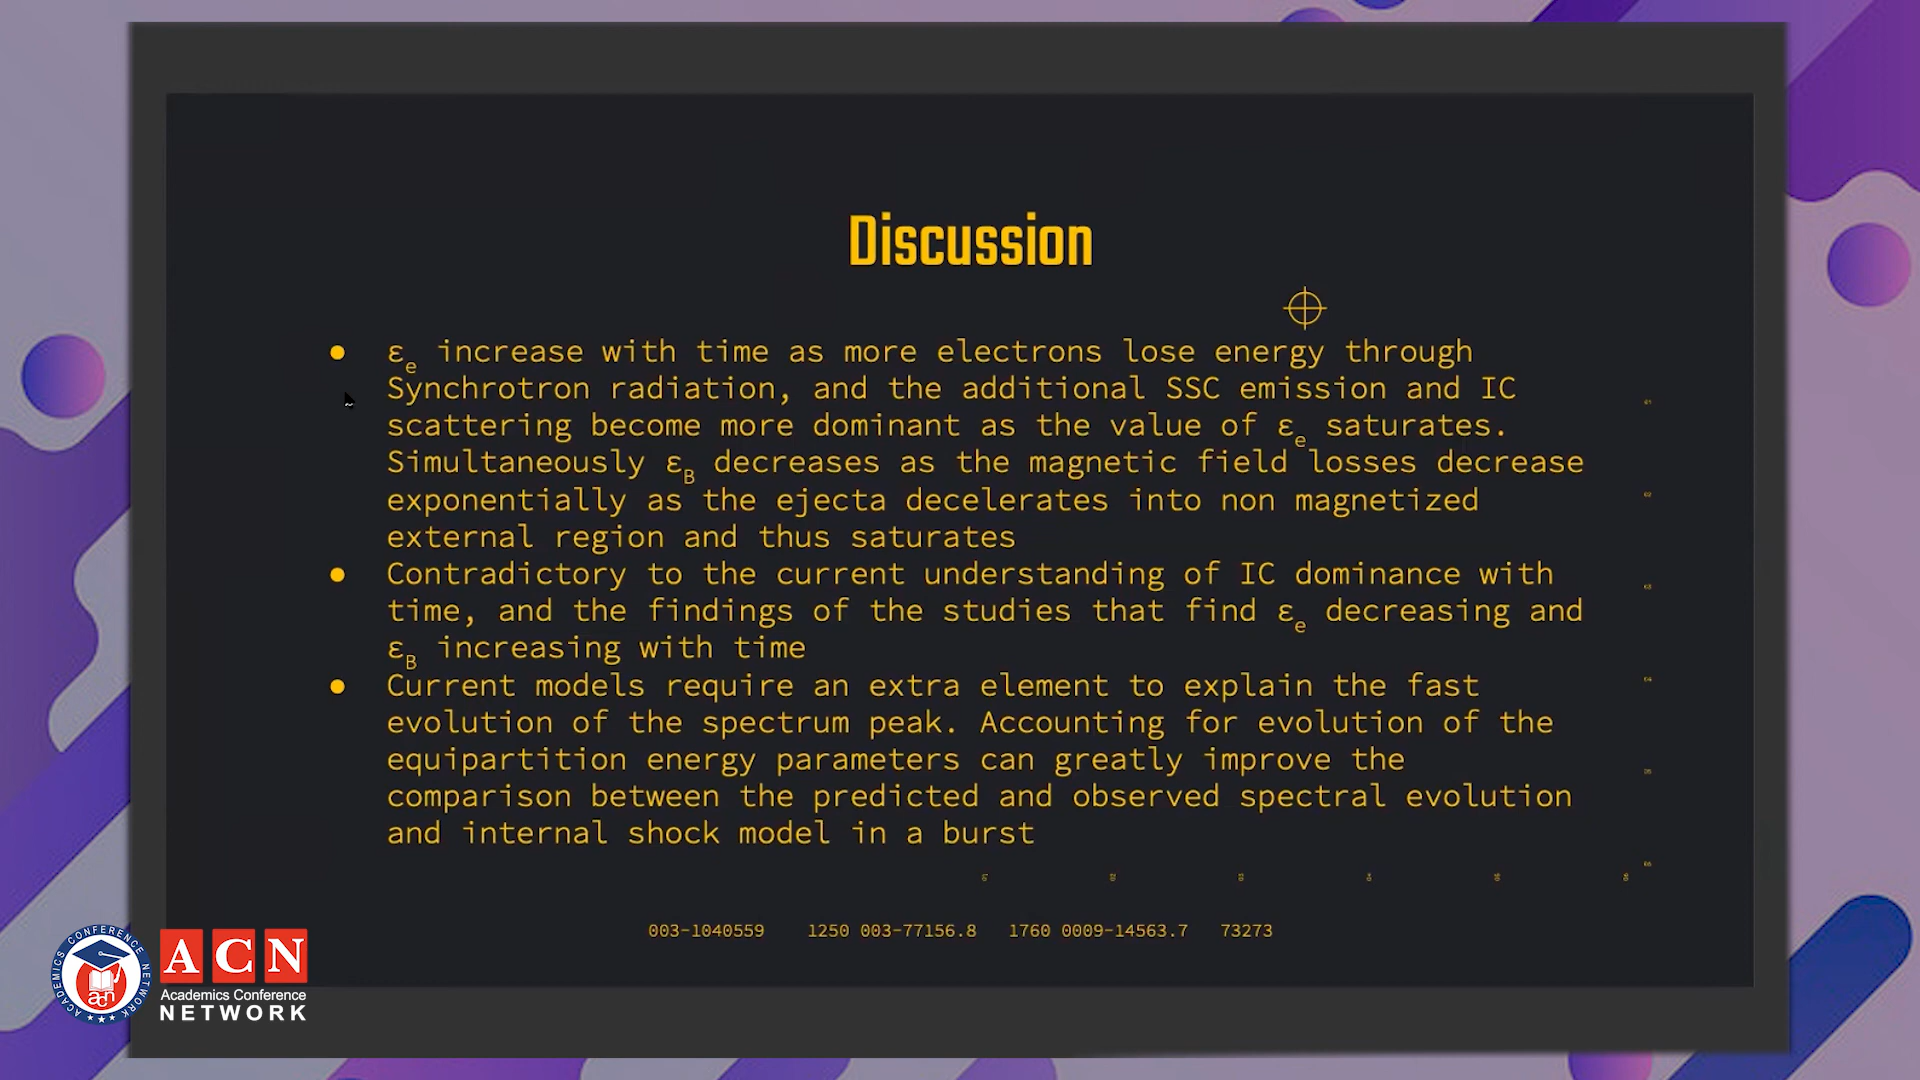 Discussion
● εe increase with time as more electrons lose energy through
Synchrotron radiation, and the additional SSC emission and IC
scattering become more dominant as the value of εe saturates.
Simultaneously εB decreases as the magnetic field losses decrease
exponentially as the ejecta decelerates into non magnetized
external region and thus saturates
● Contradictory to the current understanding of IC dominance with
time, and the findings of the studies that find εe decreasing and
εB increasing with time
● Current models require an extra element to explain the fast
evolution of the spectrum peak. Accounting for evolution of the
equipartition energy parameters can greatly improve the
comparison between the predicted and observed spectral evolution
and internal shock model in a burst
003-1040559 1250 003-77156.8 1760 0009-14563.7 73273
ACADEMICS CONFERENCE NETWORK
acn
ACN
Academics Conference
NETWORK